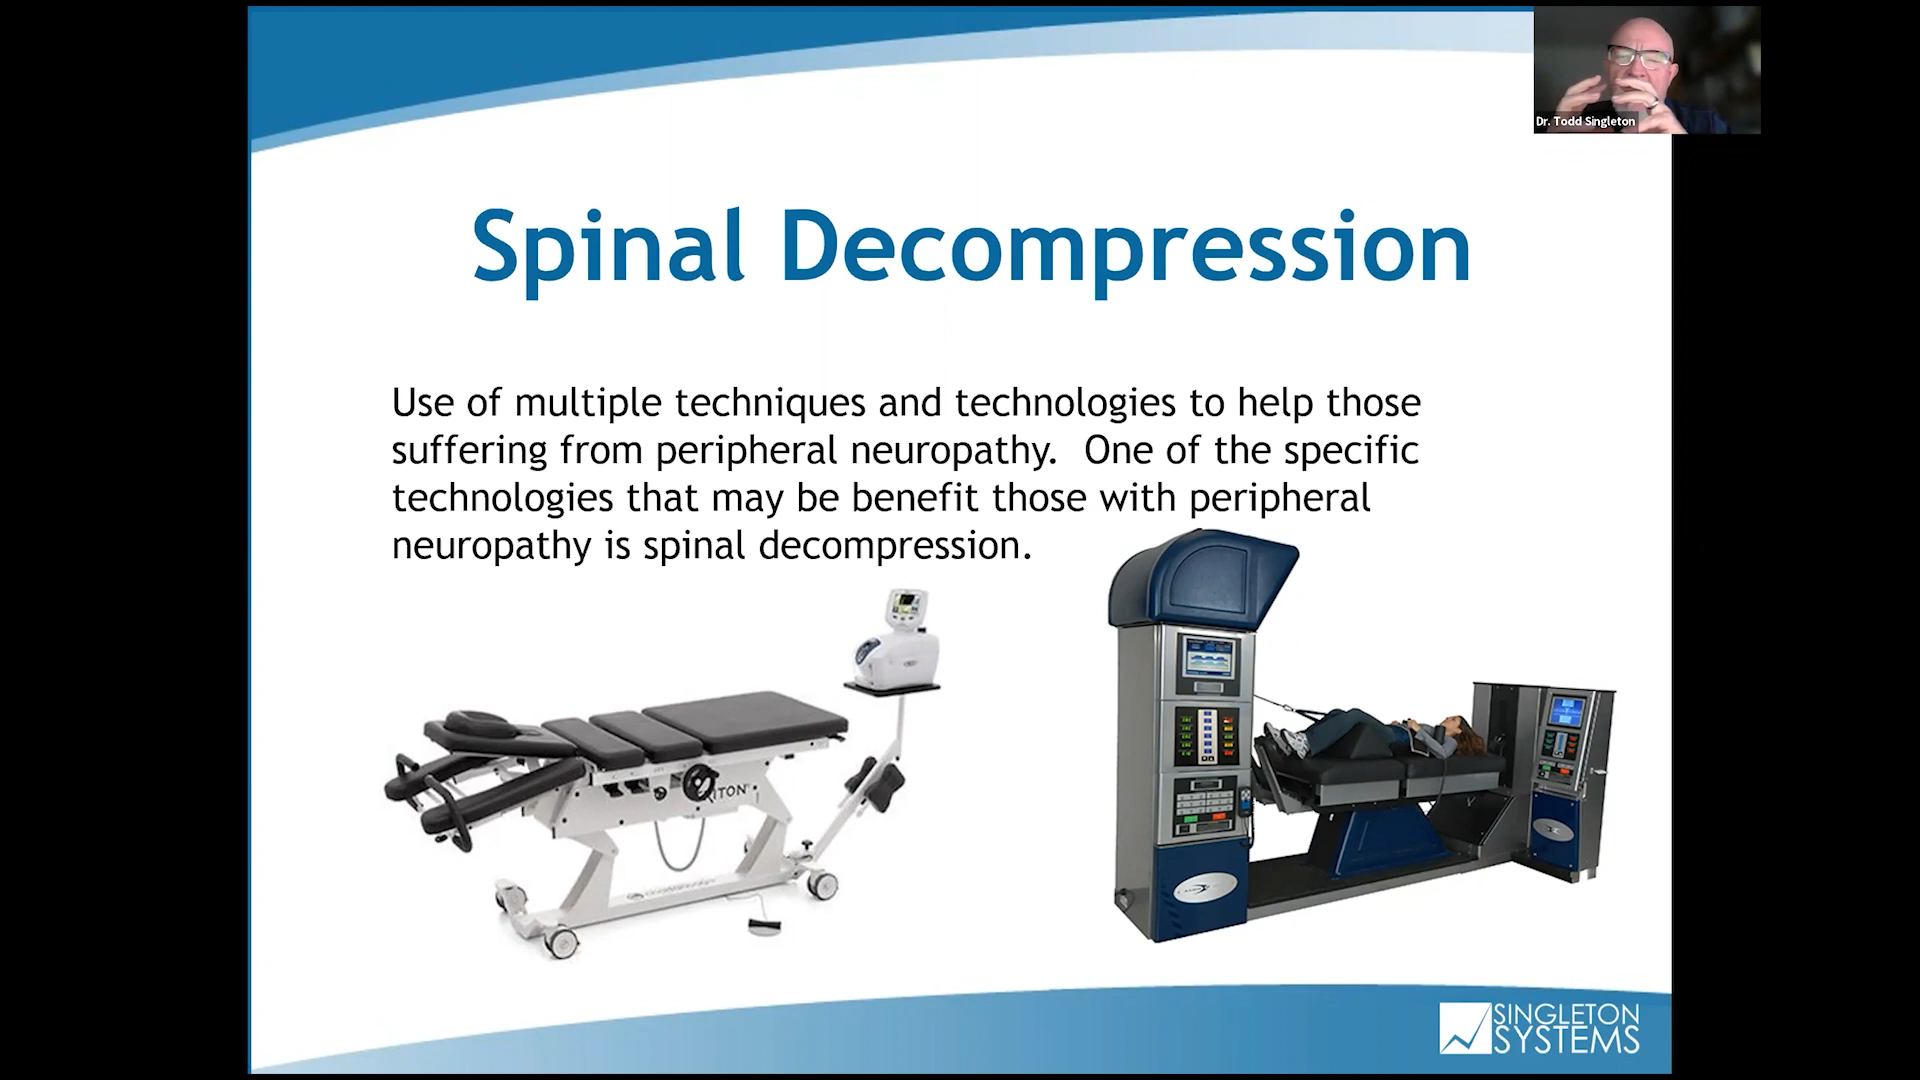 Dr. Todd Singleton
Spinal Decompression
Use of multiple techniques and technologies to help those
suffering from peripheral neuropathy.  One of the specific
technologies that may be benefit those with peripheral
neuropathy is spinal decompression.
SINGLETON
SYSTEMS